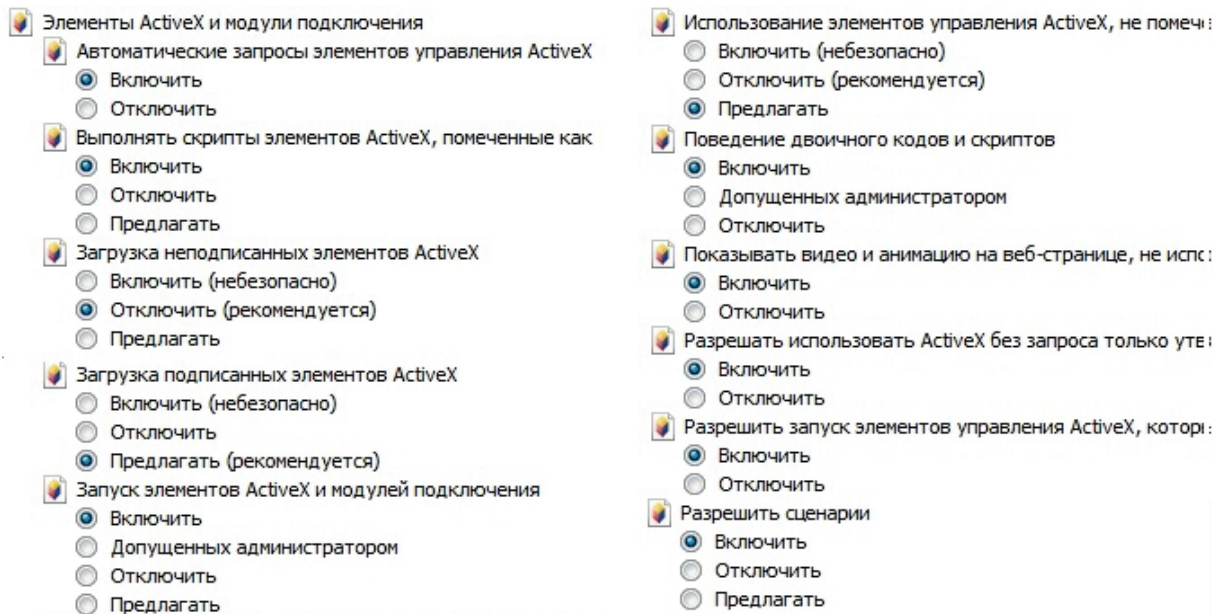 Элементы ActiveX и модули подключения
Автоматические запросы элементов управления ActiveX
Включить
Отключить
Выполнять скрипты элементов ActiveX, помеченные как
Включить
Отключить
Предлагать
Загрузка неподписанных элементов ActiveX
Включить (небезопасно)
Отключить (рекомендуется)
Предлагать
Загрузка подписанных элементов ActiveX
Включить (небезопасно)
Отключить
Предлагать (рекомендуется)
Запуск элементов ActiveX и модулей подключения
Включить
Допущенных администратором
Отключить
Предлагать
Использование элементов управления ActiveX, не
Включить (небезопасно)
Отключить (рекомендуется)
Предлагать
Поведение двоичного кодов и скриптов
Включить
Допущенных администратором
Отключить
Показывать видео и анимацию на веб-странице, не
Включить
Отключить
Разрешать использовать ActiveX без запроса только
Включить
Отключить
Разрешить запуск элементов управления ActiveX,
Включить
Отключить
Разрешить сценарии
Включить
Отключить
Предлагать